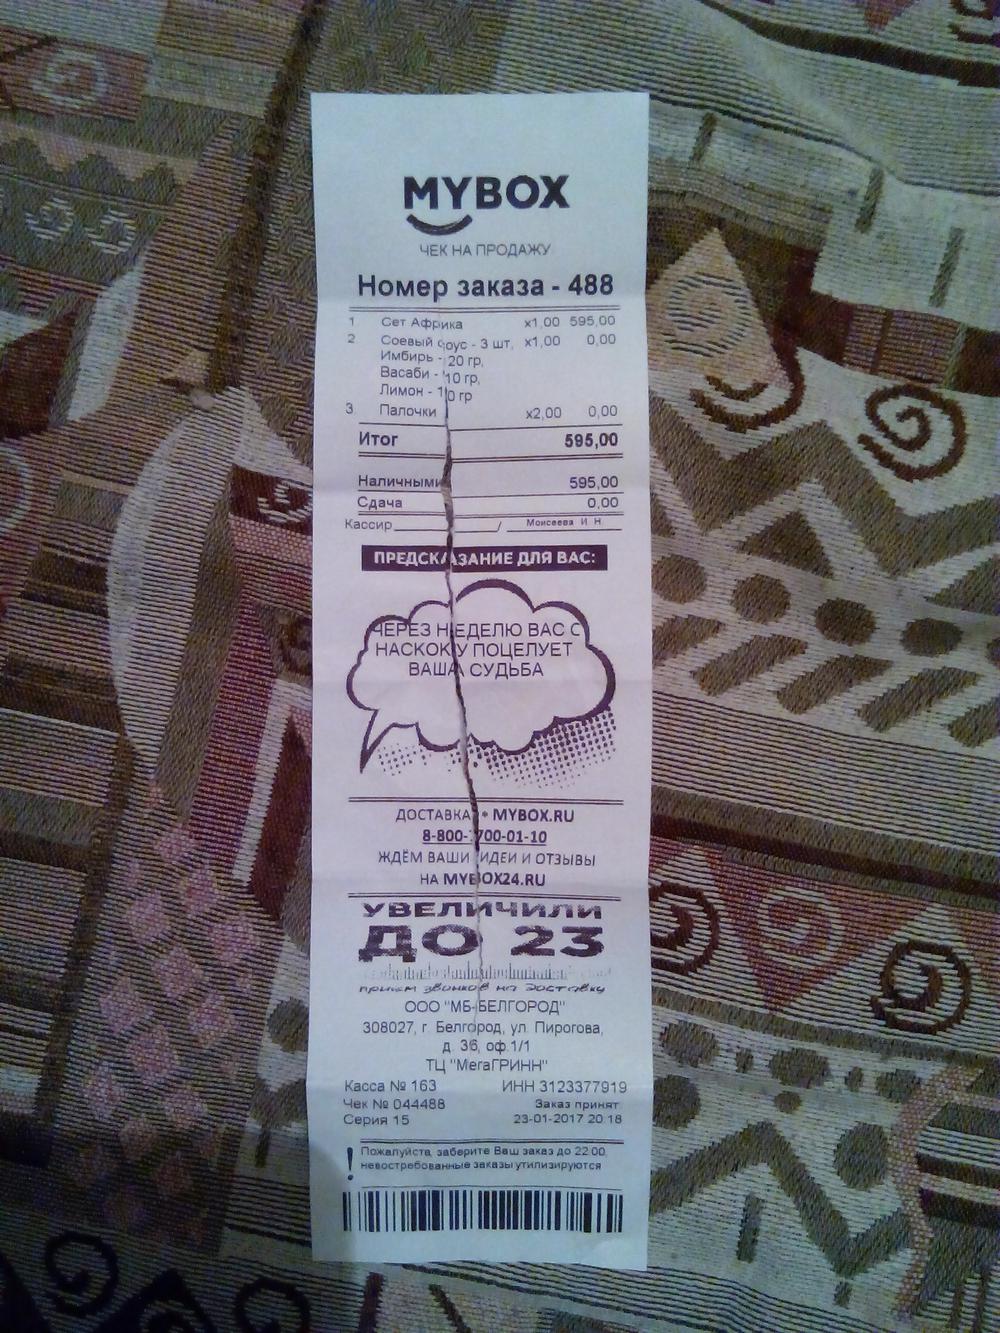 MYBOX
ЧЕК НА ПРОДАЖУ
Номер заказа - 488
1 Сет Африка x1,00 595,00
2 Соевый соус - 3 шт, x1,00 0,00
Имбирь - 20 гр,
Васаби - 10 гр,
Лимон - 10 гр
3 Палочки x2,00 0,00
Итог 595,00
Наличными 595,00
Сдача 0,00
Кассир ________ / Моисеева И Н
ПРЕДСКАЗАНИЕ ДЛЯ ВАС:
ЧЕРЕЗ НЕДЕЛЮ ВАС С
НАСКОКУ ПОЦЕЛУЕТ
ВАША СУДЬБА
ДОСТАВКА • MYBOX.RU
8-800-700-01-10
ЖДЁМ ВАШИ ИДЕИ И ОТЗЫВЫ
НА MYBOX24.RU
УВЕЛИЧИЛИ
ДО 23
прием звонков на доставку
ООО "МБ-БЕЛГОРОД"
308027, г. Белгород, ул. Пирогова,
д. 36, оф.1/1
ТЦ "МегаГРИНН"
Касса № 163 ИНН 3123377919
Чек № 044488 Заказ принят:
Серия 15 23-01-2017 20:18
! Пожалуйста, заберите Ваш заказ до 22:00,
невостребованные заказы утилизируются